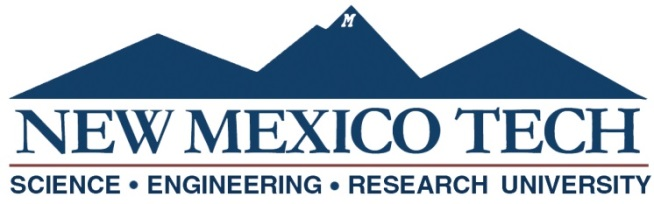 M
NEW MEXICO TECH
SCIENCE • ENGINEERING • RESEARCH UNIVERSITY